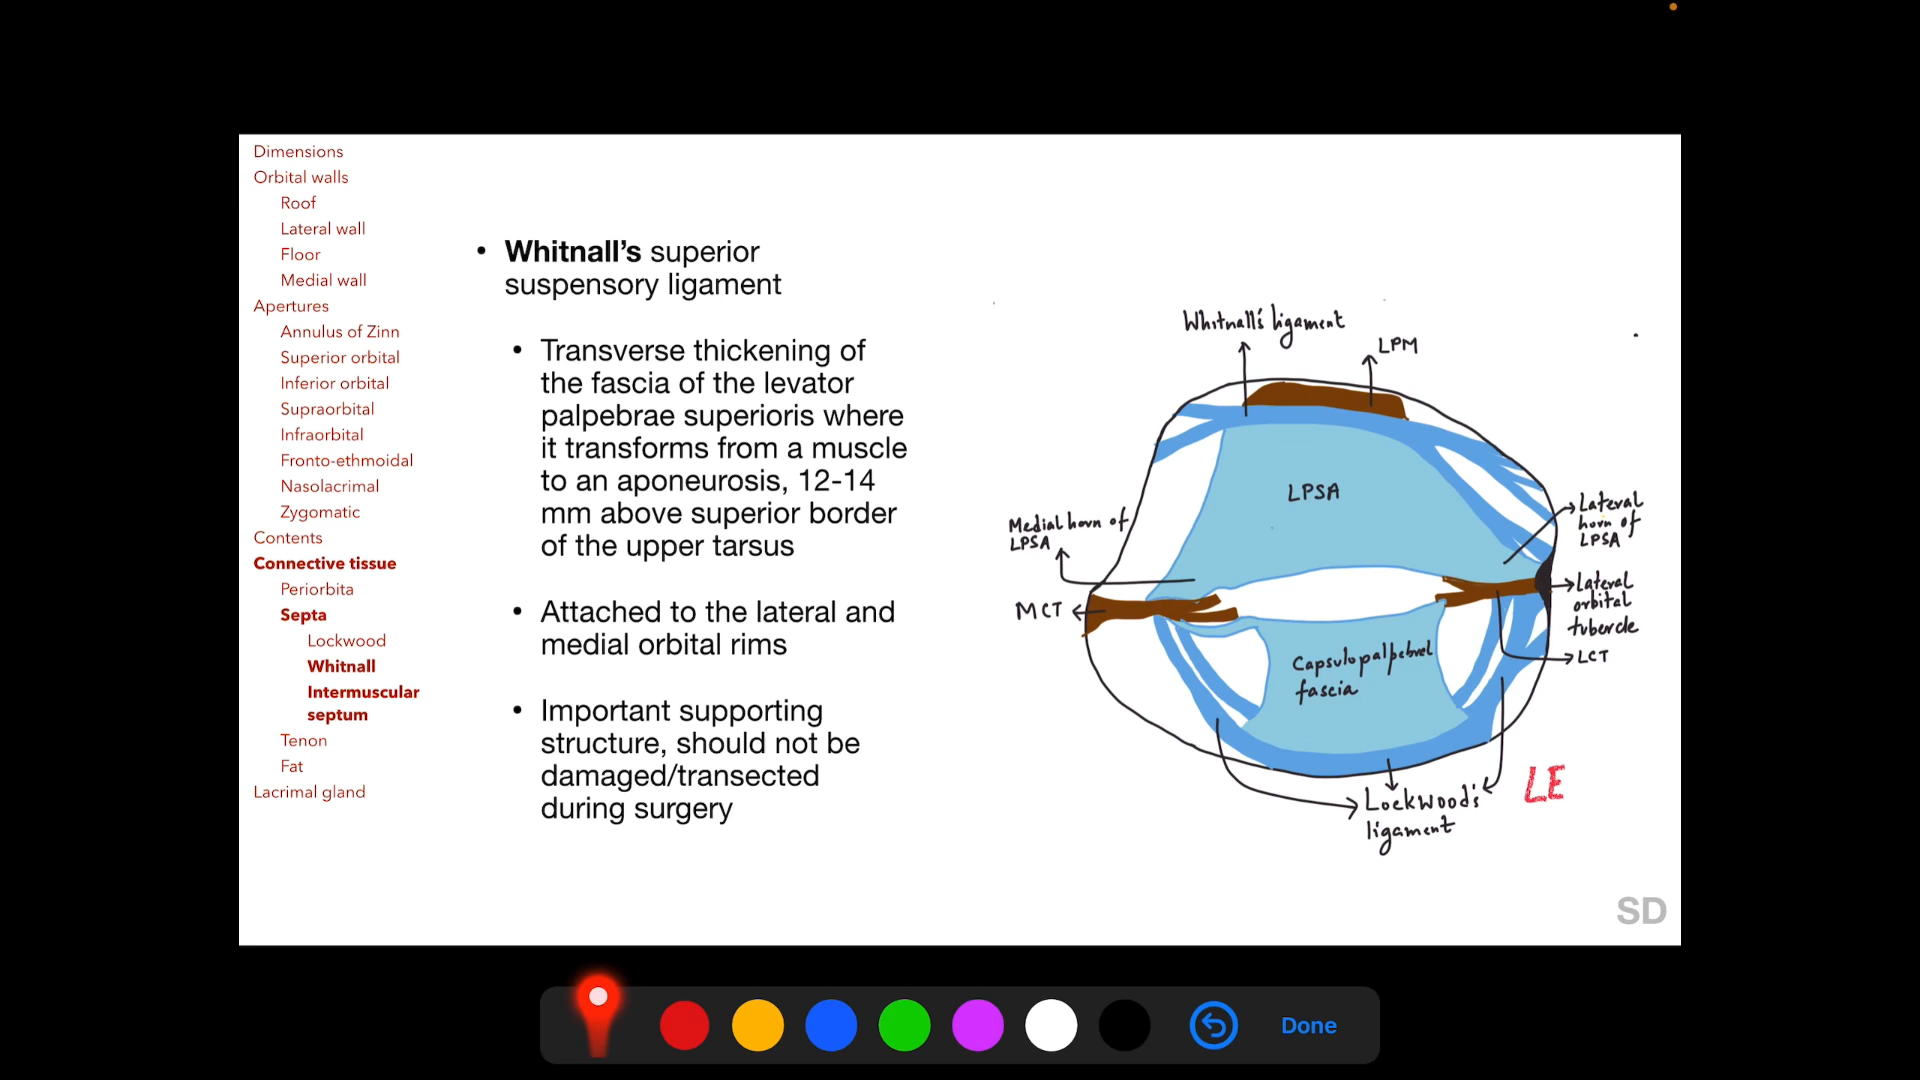 Dimensions
Orbital walls
Roof
Lateral wall
Floor
Medial wall
Apertures
Annulus of Zinn
Superior orbital
Inferior orbital
Supraorbital
Infraorbital
Fronto-ethmoidal
Nasolacrimal
Zygomatic
Contents
Connective tissue
Periorbita
Septa
Lockwood
Whitnall
Intermuscular
septum
Tenon
Fat
Lacrimal gland
• Whitnall’s superior
suspensory ligament
• Transverse thickening of
the fascia of the levator
palpebrae superioris where
it transforms from a muscle
to an aponeurosis, 12-14
mm above superior border
of the upper tarsus
• Attached to the lateral and
medial orbital rims
• Important supporting
structure, should not be
damaged/transected
during surgery
Whitnall's ligament
LPM
LPSA
Medial horn of
LPSA
MCT
Lateral
horn of
LPSA
Lateral
orbital
tubercle
LCT
Capsulopalpebral
fascia
Lockwood's
ligament
LE
SD
Done